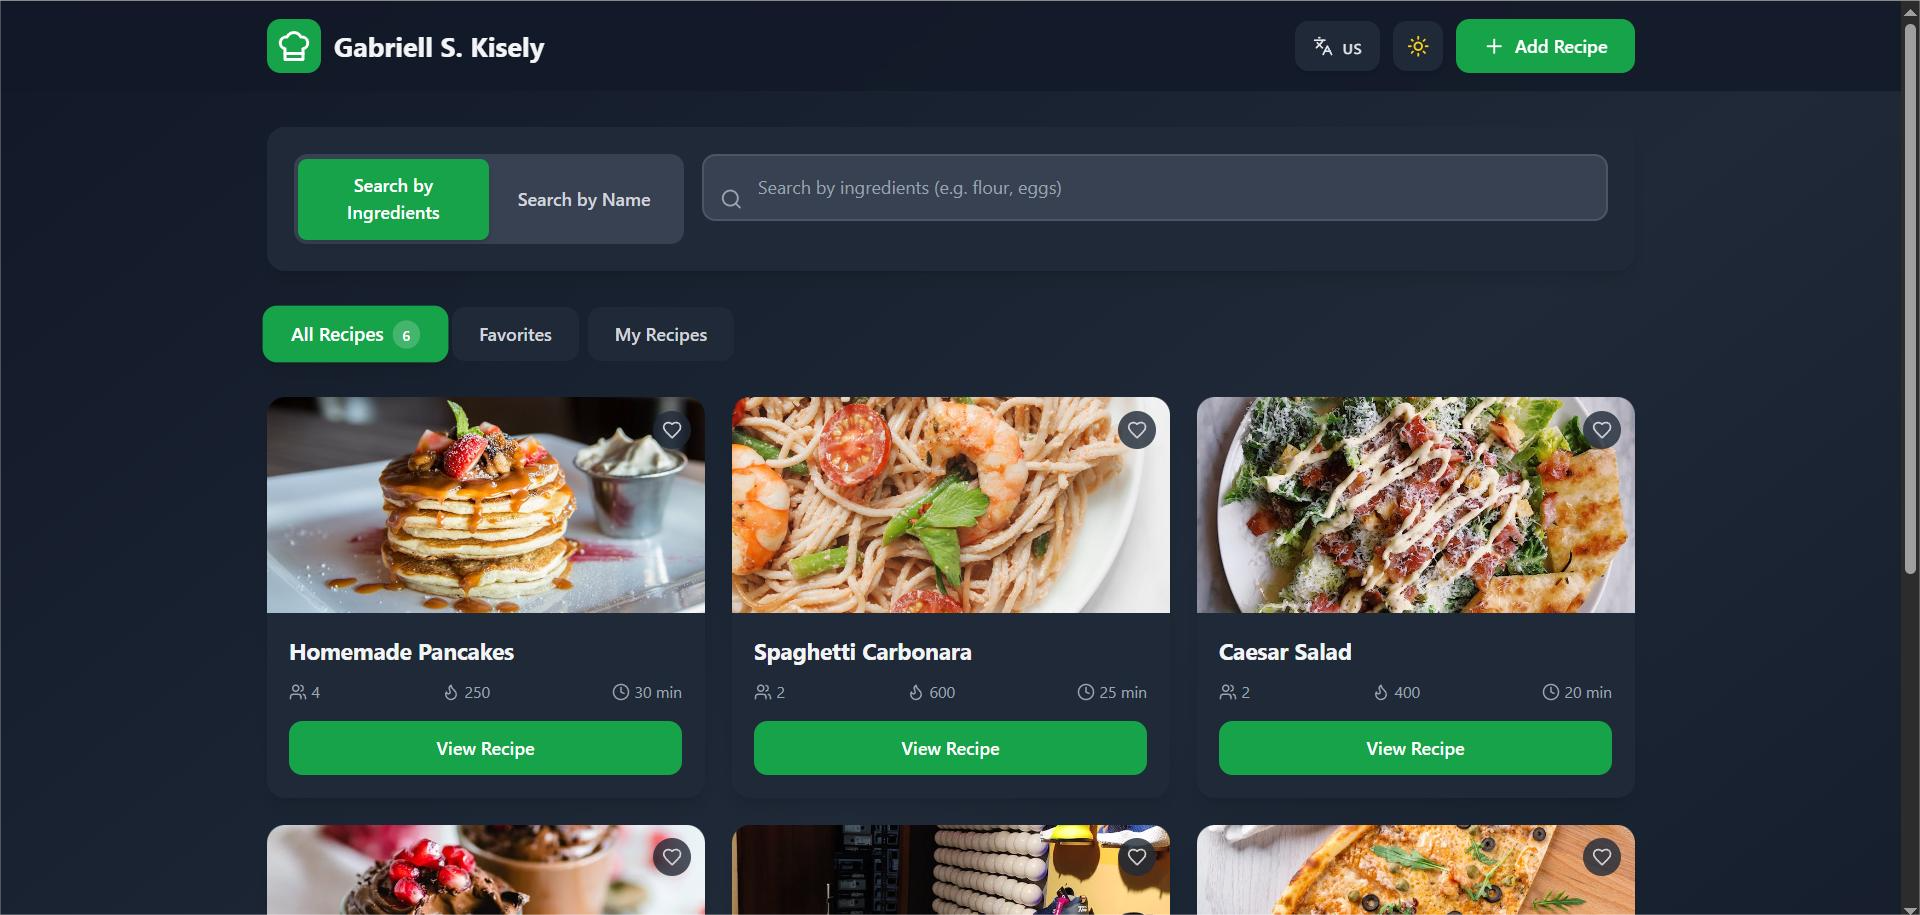 Gabriell S. Kisely
US
Add Recipe
Search by
Ingredients
Search by Name
Search by ingredients (e.g. flour, eggs)
All Recipes 6
Favorites
My Recipes
Homemade Pancakes
4
250
30 min
View Recipe
Spaghetti Carbonara
2
600
25 min
View Recipe
Caesar Salad
2
400
20 min
View Recipe